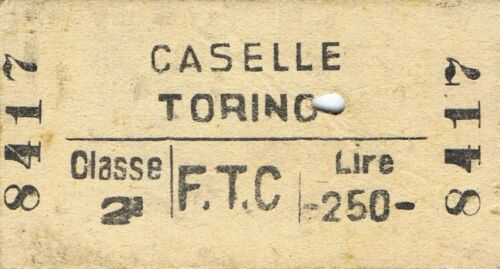 8417
CASELLE
TORINO
Classe
2ª
F.T.C
Lire
-250-
8417